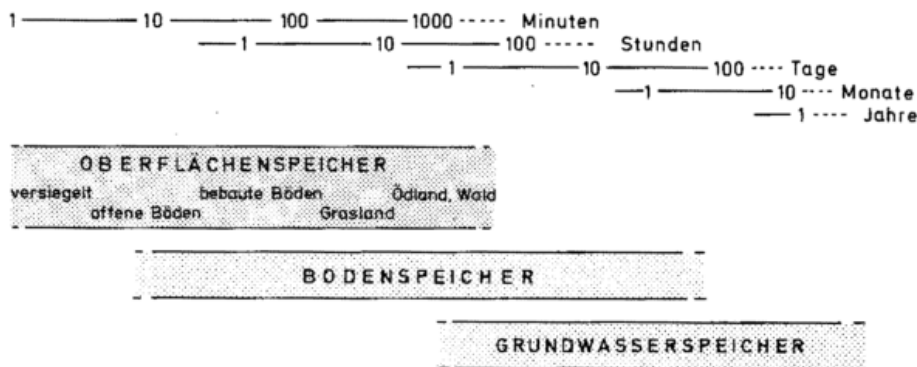 1 10 100 1000 Minuten
1 10 100 Stunden
1 10 100 Tage
1 10 Monate
1 Jahre
OBERFLÄCHENSPEICHER
versiegelt bebaute Böden Ödland, Wald
offene Böden Grasland
BODENSPEICHER
GRUNDWASSERSPEICHER